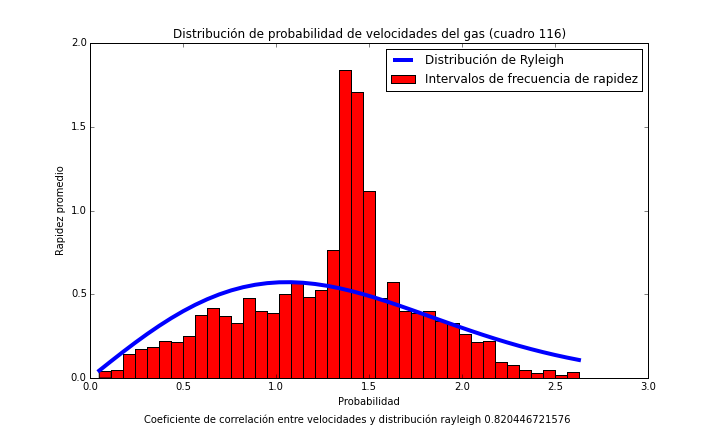 Distribución de probabilidad de velocidades del gas (cuadro 116)
2.0
1.5
1.0
0.5
0.0
Rapidez promedio
Distribución de Ryleigh
Intervalos de frecuencia de rapidez
0.0 0.5 1.0 1.5 2.0 2.5 3.0
Probabilidad
Coeficiente de correlación entre velocidades y distribución rayleigh 0.820446721576